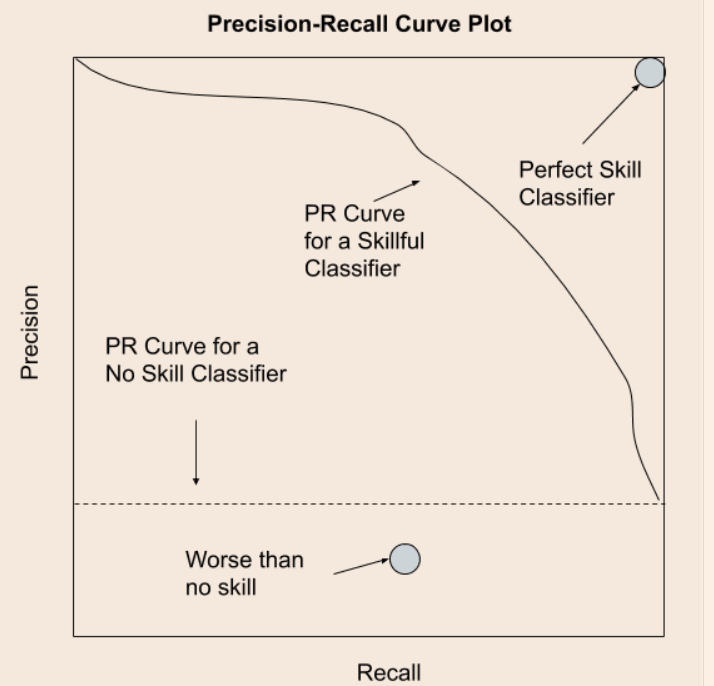 Precision-Recall Curve Plot
Perfect Skill
Classifier
PR Curve
for a Skillful
Classifier
Precision
PR Curve for a
No Skill Classifier
Worse than
no skill
Recall